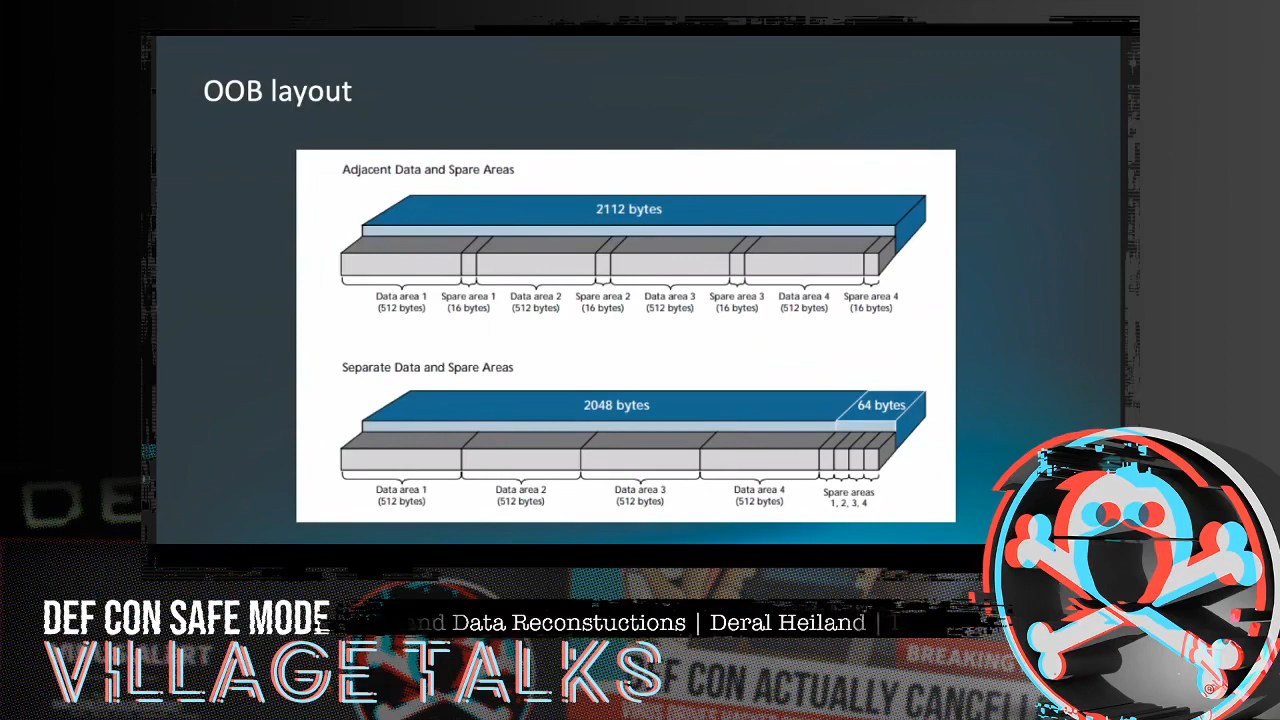 OOB layout
Adjacent Data and Spare Areas
2112 bytes
Data area 1 Spare area 1 Data area 2 Spare area 2 Data area 3 Spare area 3 Data area 4 Spare area 4
(512 bytes) (16 bytes) (512 bytes) (16 bytes) (512 bytes) (16 bytes) (512 bytes) (16 bytes)
Separate Data and Spare Areas
2048 bytes 64 bytes
Data area 1 Data area 2 Data area 3 Data area 4 Spare areas
(512 bytes) (512 bytes) (512 bytes) (512 bytes) 1, 2, 3, 4
DEF CON SAFE MODE
and Data Reconstuctions | Deral Heiland |
VILLAGE TALKS
BREAKING
DEF CON ACTUALLY